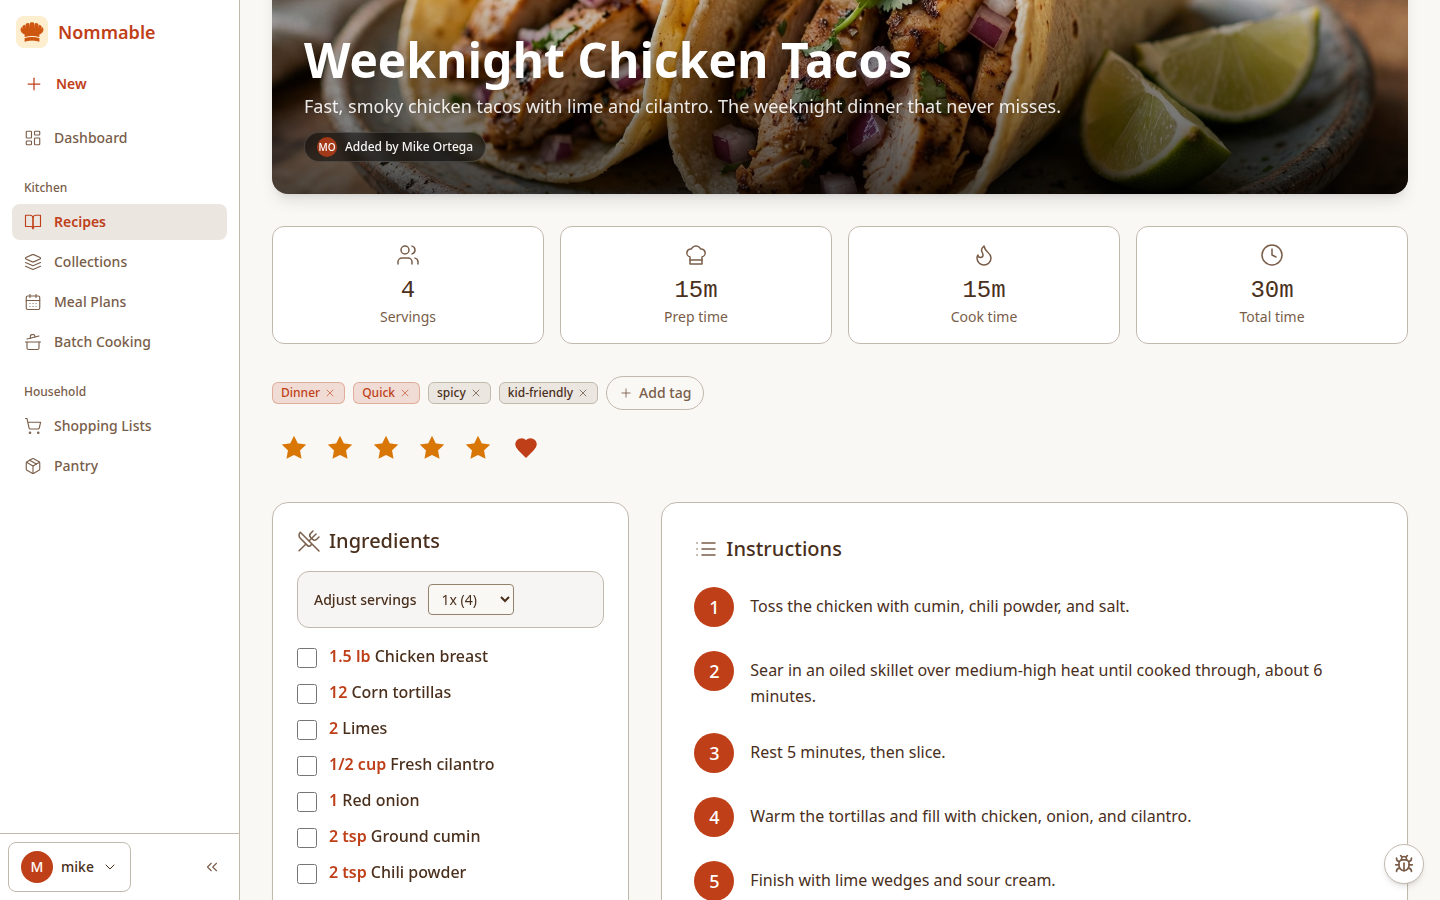 Nommable
New
Dashboard
Kitchen
Recipes
Collections
Meal Plans
Batch Cooking
Household
Shopping Lists
Pantry
M mike
Weeknight Chicken Tacos
Fast, smoky chicken tacos with lime and cilantro. The weeknight dinner that never misses.
MO Added by Mike Ortega
4
Servings
15m
Prep time
15m
Cook time
30m
Total time
Dinner Quick spicy kid-friendly Add tag
Ingredients
Adjust servings 1x (4)
1.5 lb Chicken breast
12 Corn tortillas
2 Limes
1/2 cup Fresh cilantro
1 Red onion
2 tsp Ground cumin
2 tsp Chili powder
Instructions
1 Toss the chicken with cumin, chili powder, and salt.
2 Sear in an oiled skillet over medium-high heat until cooked through, about 6
minutes.
3 Rest 5 minutes, then slice.
4 Warm the tortillas and fill with chicken, onion, and cilantro.
5 Finish with lime wedges and sour cream.